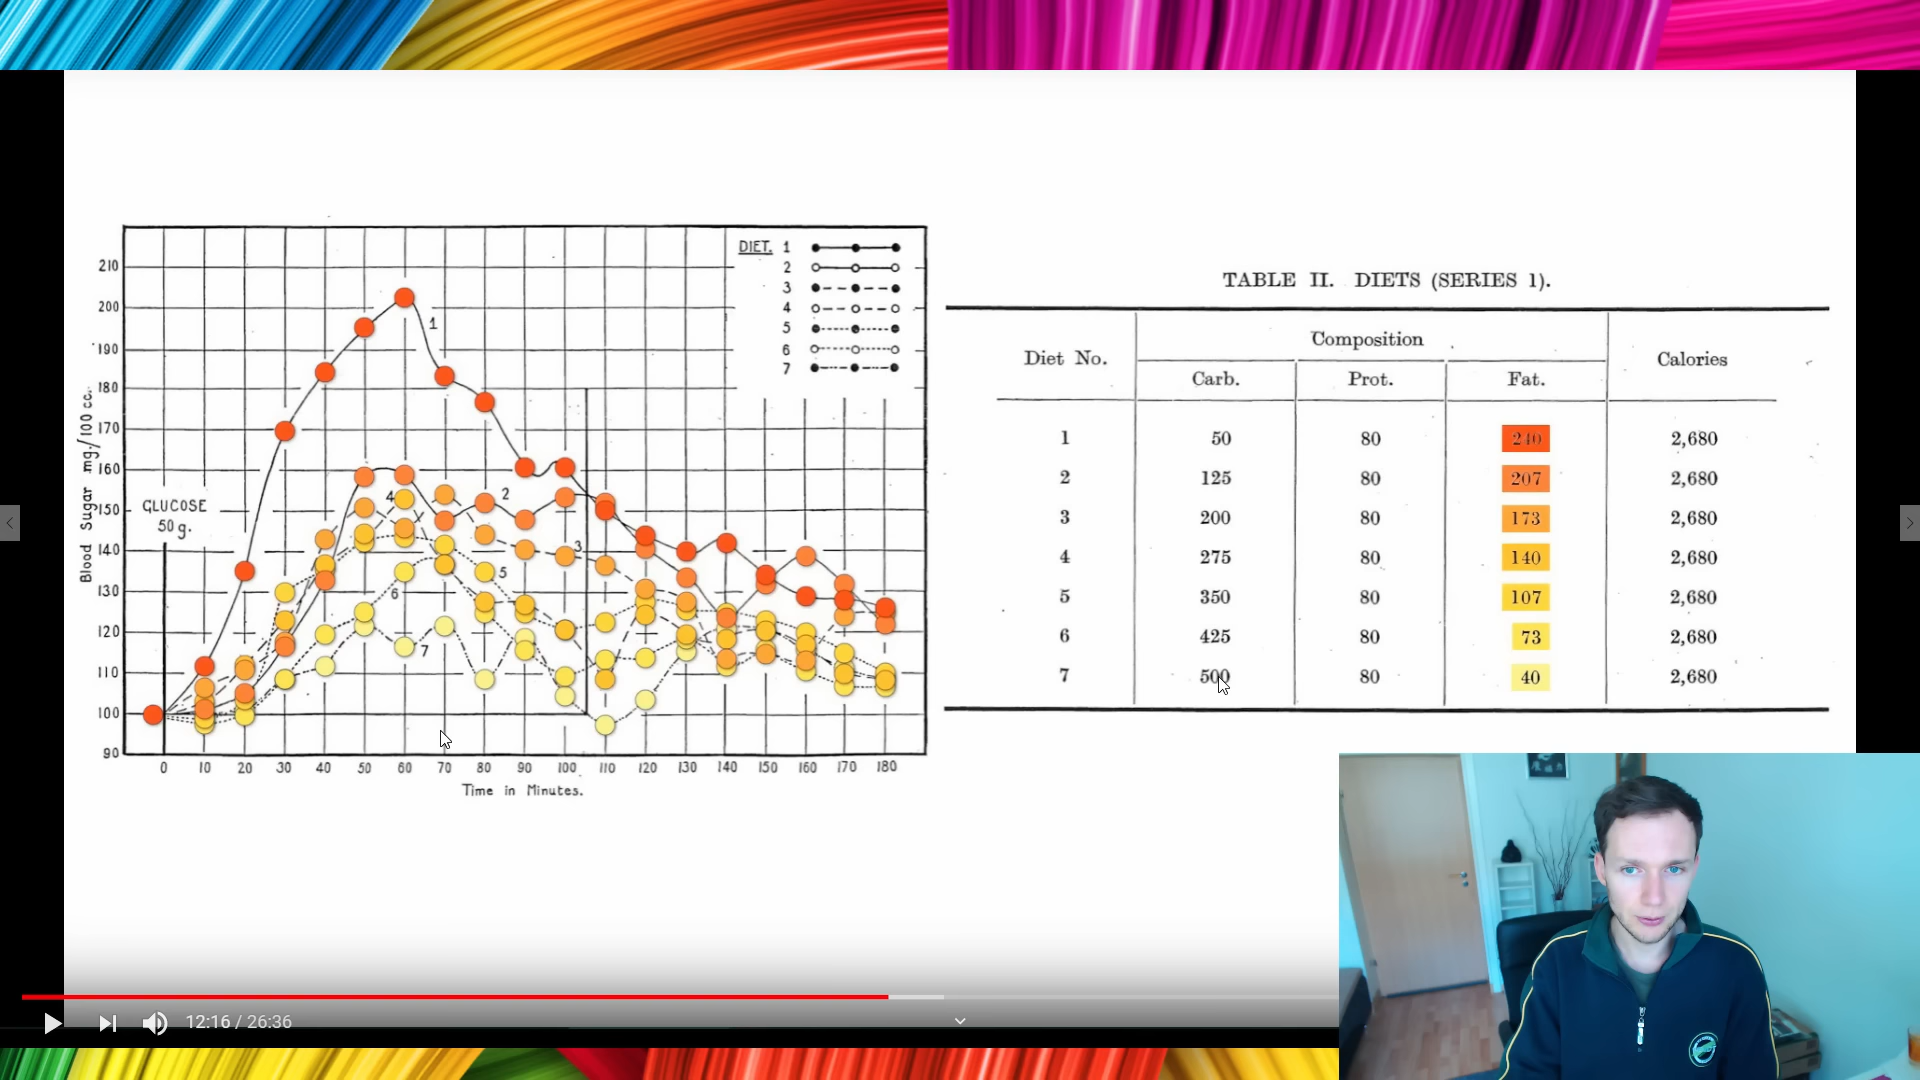 DIET. 1
2
3
4
5
6
7
210
200
190
180
170
160
150
140
130
120
110
100
90
Blood Sugar mg./100 cc.
GLUCOSE
50 g.
1
2
3
4
5
6
7
0 10 20 30 40 50 60 70 80 90 100 110 120 130 140 150 160 170 180
Time in Minutes.
TABLE II. DIETS (SERIES 1).
Diet No. Composition Calories
Carb. Prot. Fat.
1 50 80 240 2,680
2 125 80 207 2,680
3 200 80 173 2,680
4 275 80 140 2,680
5 350 80 107 2,680
6 425 80 73 2,680
7 500 80 40 2,680
12:16 / 26:36